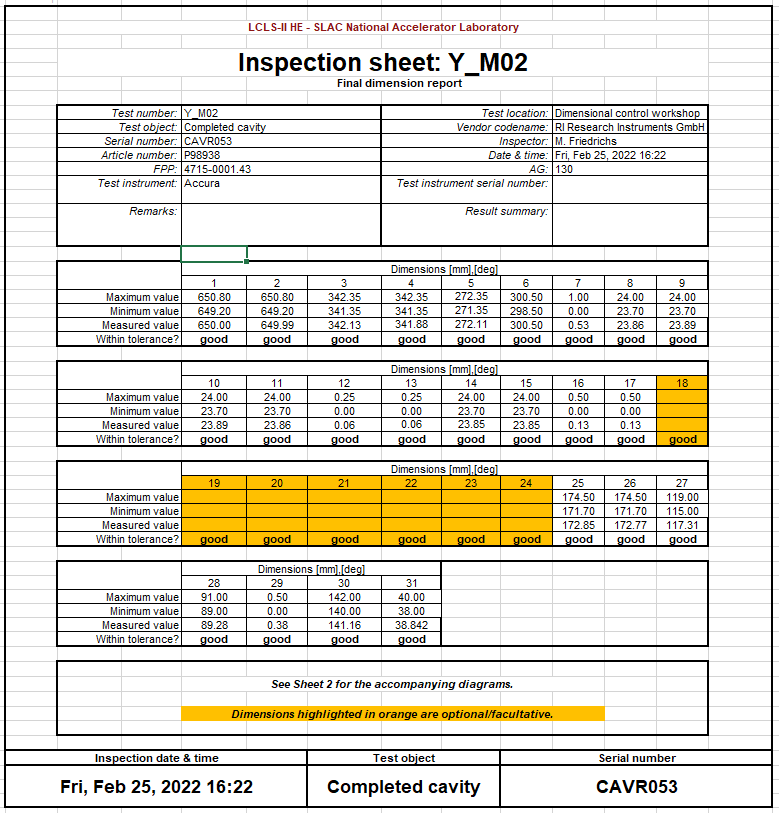 LCLS-II HE - SLAC National Accelerator Laboratory
Inspection sheet: Y_M02
Final dimension report
Test number: Y_M02 Test location: Dimensional control workshop
Test object: Completed cavity Vendor codename: RI Research Instruments GmbH
Serial number: CAVR053 Inspector: M. Friedrichs
Article number: P98938 Date & time: Fri, Feb 25, 2022 16:22
FPP: 4715-0001.43 AG: 130
Test instrument: Accura Test instrument serial number:
Remarks: Result summary:
Dimensions [mm],[deg]
1 2 3 4 5 6 7 8 9
Maximum value 650.80 650.80 342.35 342.35 272.35 300.50 1.00 24.00 24.00
Minimum value 649.20 649.20 341.35 341.35 271.35 298.50 0.00 23.70 23.70
Measured value 650.00 649.99 342.13 341.88 272.11 300.50 0.53 23.86 23.89
Within tolerance? good good good good good good good good good
Dimensions [mm],[deg]
10 11 12 13 14 15 16 17 18
Maximum value 24.00 24.00 0.25 0.25 24.00 24.00 0.50 0.50
Minimum value 23.70 23.70 0.00 0.00 23.70 23.70 0.00 0.00
Measured value 23.89 23.86 0.06 0.06 23.85 23.85 0.13 0.13
Within tolerance? good good good good good good good good good
Dimensions [mm],[deg]
19 20 21 22 23 24 25 26 27
Maximum value 174.50 174.50 119.00
Minimum value 171.70 171.70 115.00
Measured value 172.85 172.77 117.31
Within tolerance? good good good good good good good good good
Dimensions [mm],[deg]
28 29 30 31
Maximum value 91.00 0.50 142.00 40.00
Minimum value 89.00 0.00 140.00 38.00
Measured value 89.28 0.38 141.16 38.842
Within tolerance? good good good good
See Sheet 2 for the accompanying diagrams.
Dimensions highlighted in orange are optional/facultative.
Inspection date & time Test object Serial number
Fri, Feb 25, 2022 16:22 Completed cavity CAVR053